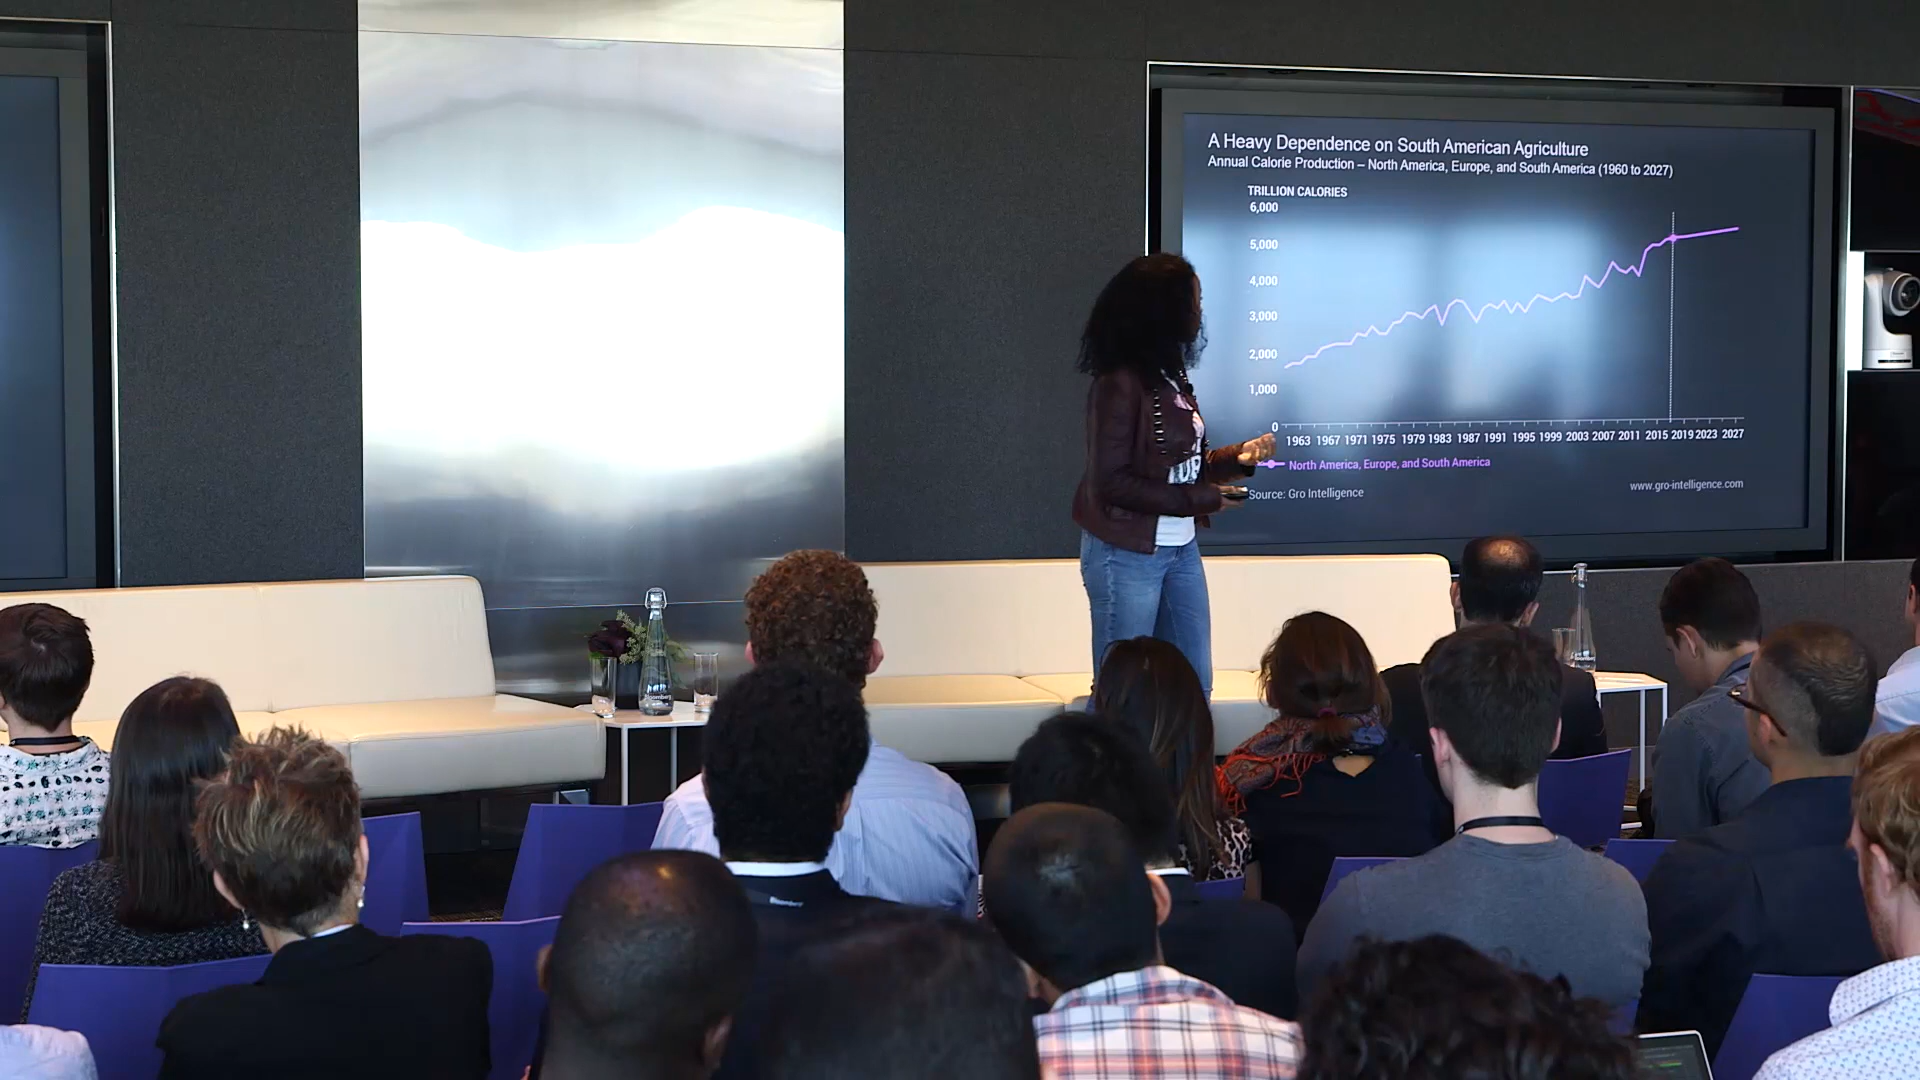 A Heavy Dependence on South American Agriculture
Annual Calorie Production – North America, Europe, and South America (1960 to 2027)
TRILLION CALORIES
6,000
5,000
4,000
3,000
2,000
1,000
0
1963 1967 1971 1975 1979 1983 1987 1991 1995 1999 2003 2007 2011 2015 2019 2023 2027
North America, Europe, and South America
Source: Gro Intelligence
www.gro-intelligence.com
Bloomberg
Bloomberg